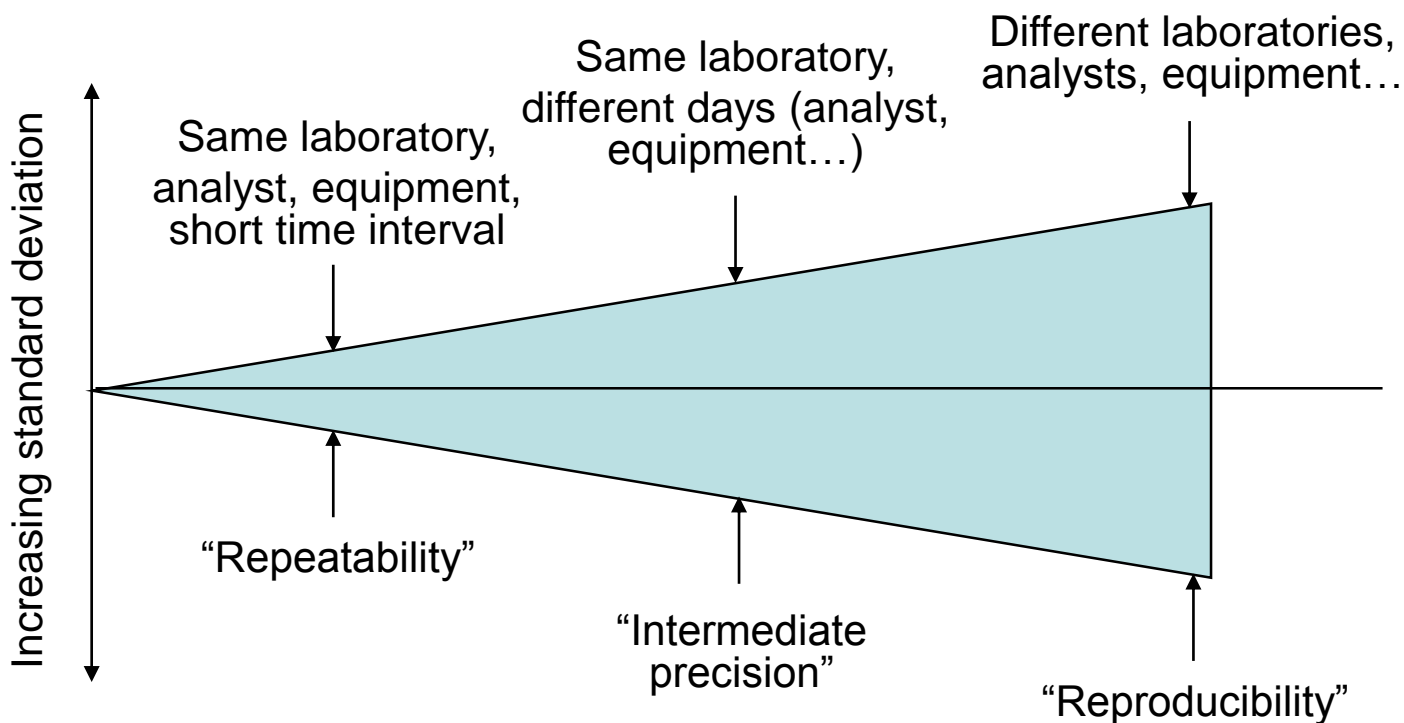 Increasing standard deviation
Same laboratory,
analyst, equipment,
short time interval
Same laboratory,
different days (analyst,
equipment…)
Different laboratories,
analysts, equipment…
“Repeatability”
“Intermediate
precision”
“Reproducibility”